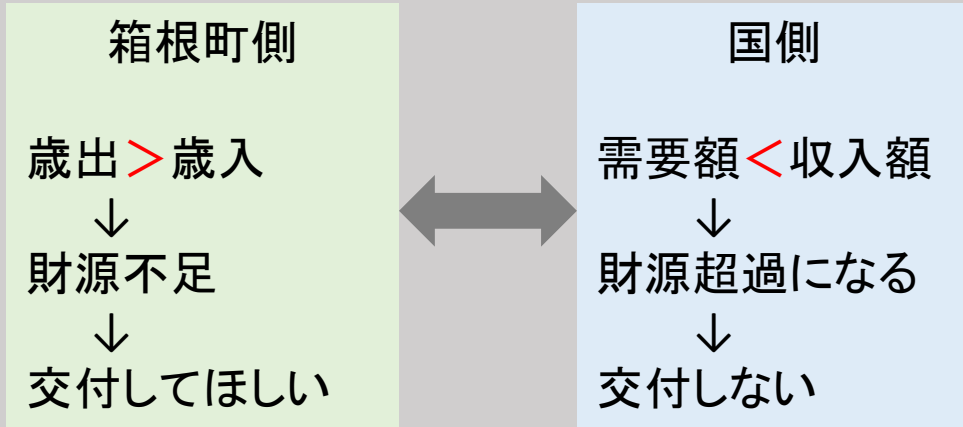 箱根町側
歳出＞歳入
↓
財源不足
↓
交付してほしい
国側
需要額＜収入額
↓
財源超過になる
↓
交付しない